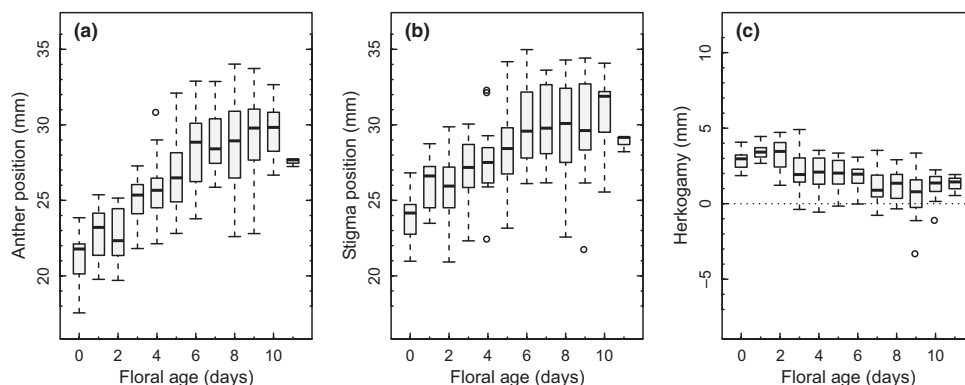 (a)
Anther position (mm)
35
30
25
20
0 2 4 6 8 10
Floral age (days)
(b)
Stigma position (mm)
35
30
25
20
0 2 4 6 8 10
Floral age (days)
(c)
Herkogamy (mm)
10
5
0
−5
0 2 4 6 8 10
Floral age (days)